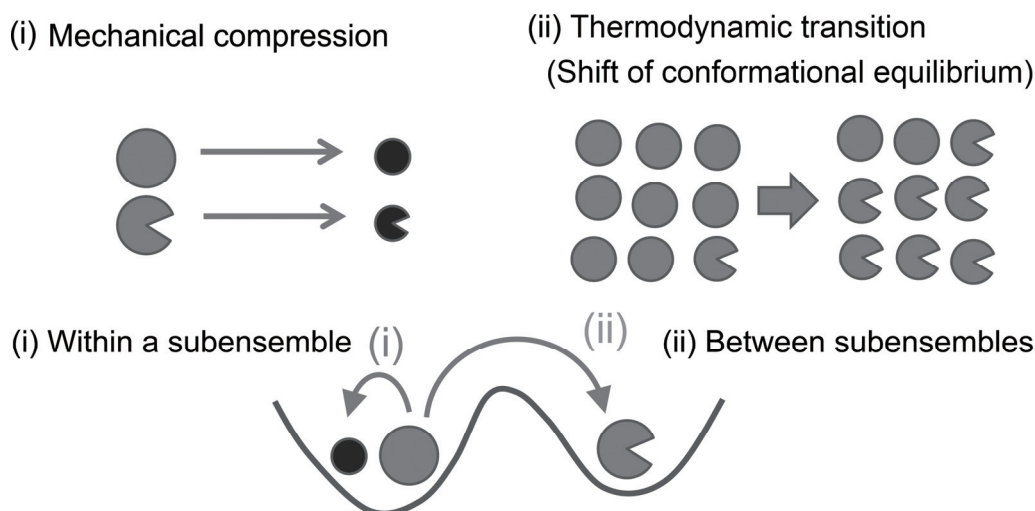 (i) Mechanical compression
(ii) Thermodynamic transition
(Shift of conformational equilibrium)
(i) Within a subensemble
(i)
(ii)
(ii) Between subensembles